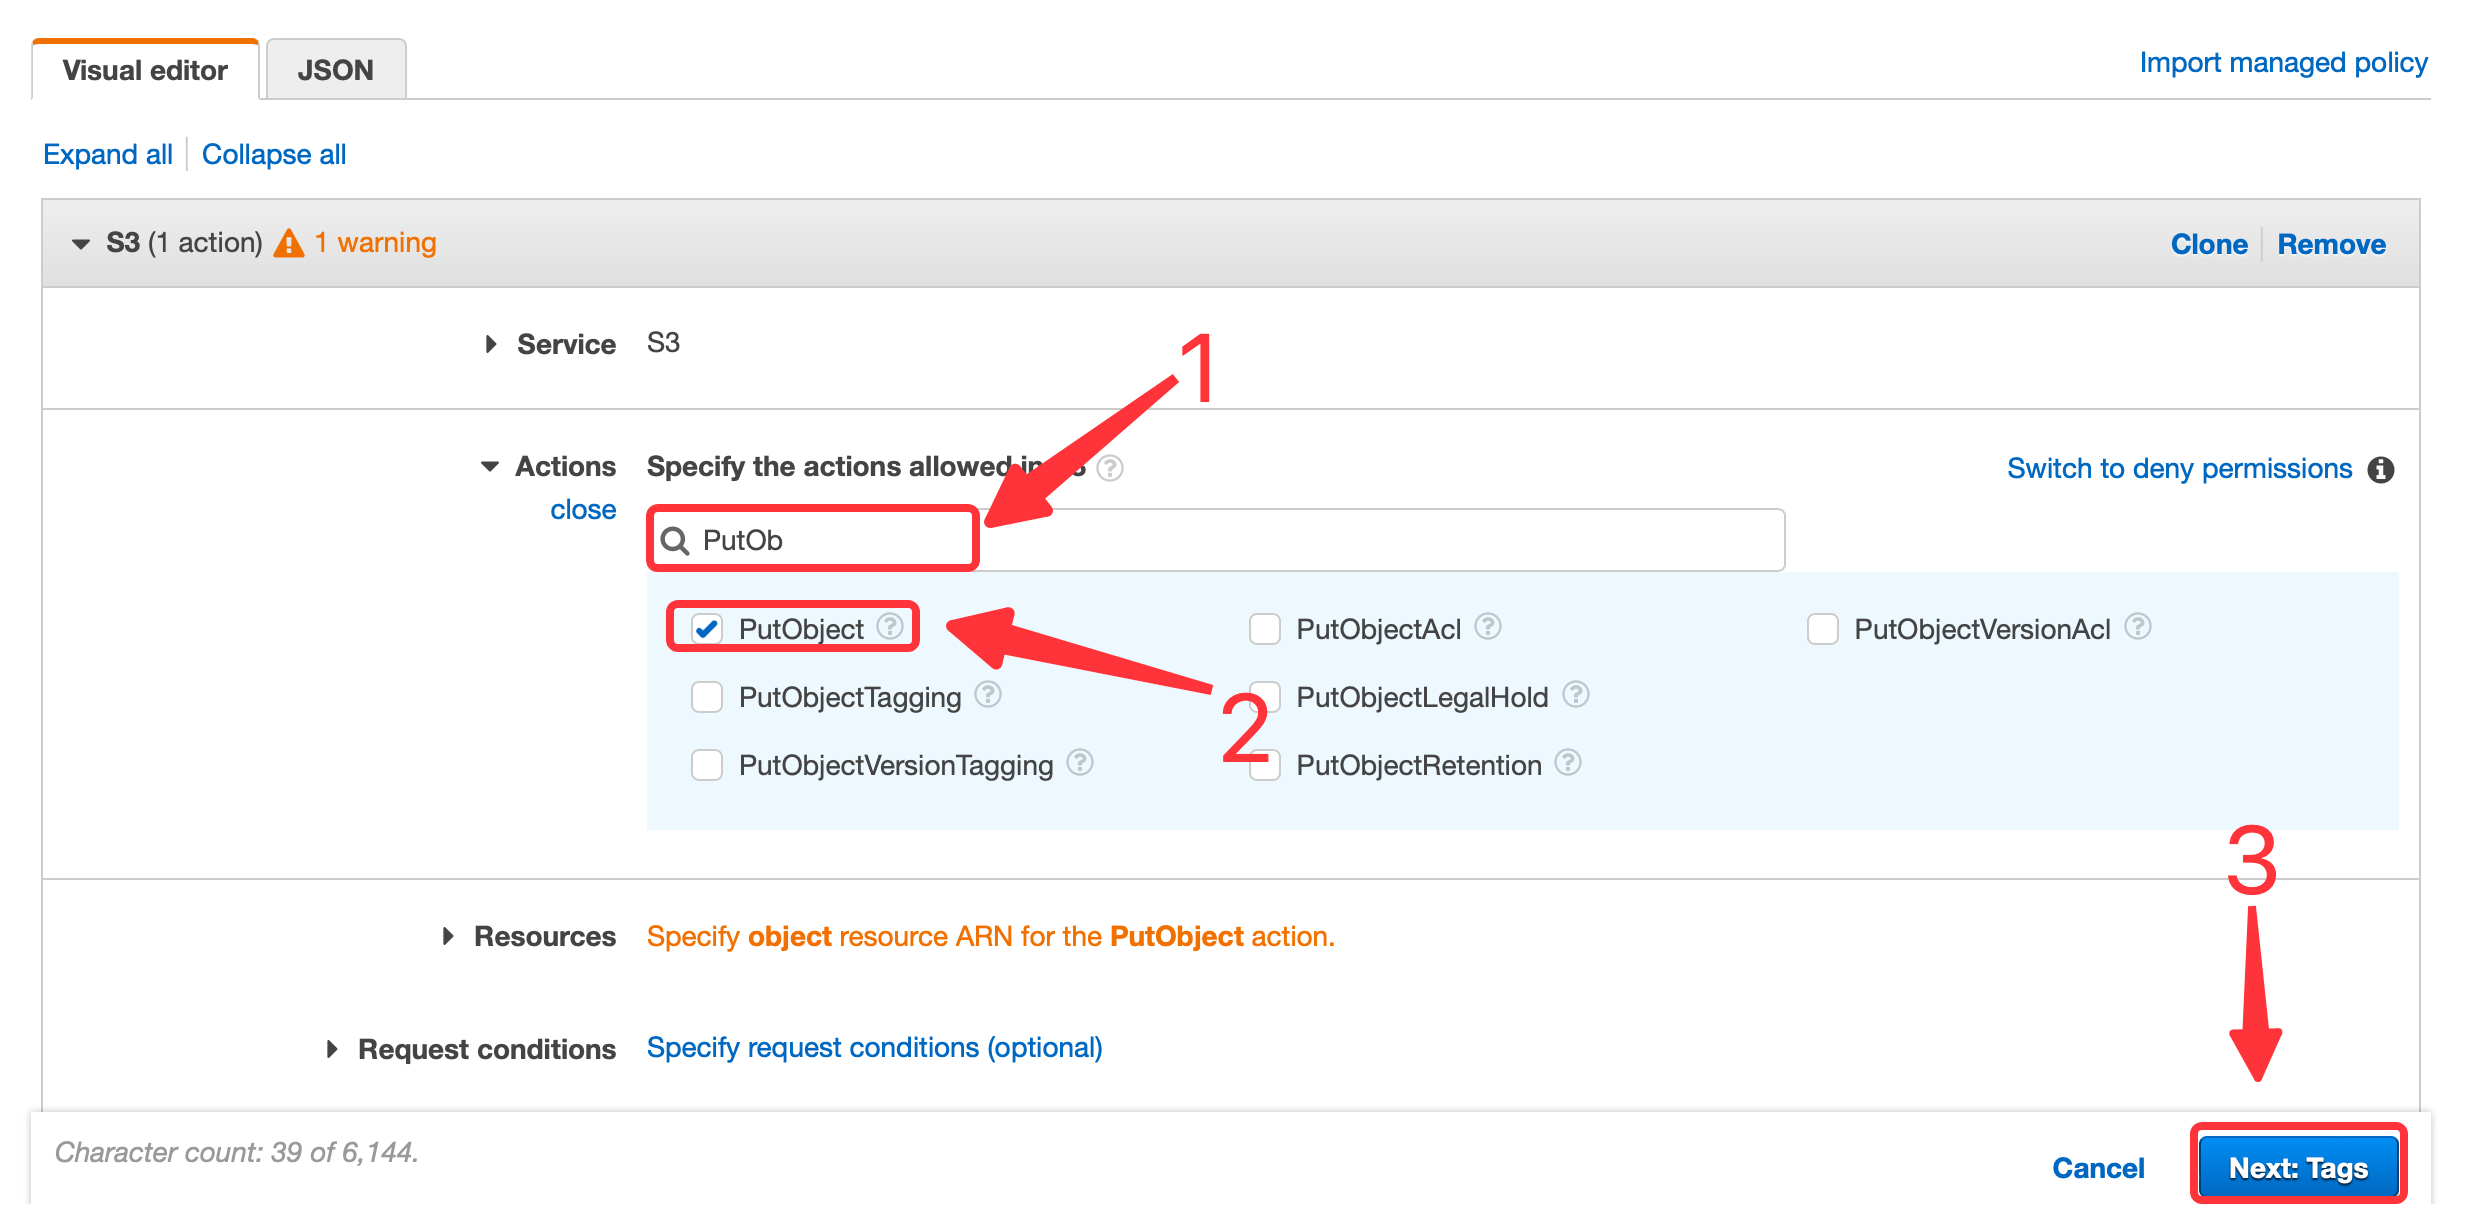 Visual editor JSON Import managed policy
Expand all Collapse all
S3 (1 action) 1 warning Clone Remove
Service S3
1
Actions Specify the actions allowed in S3 Switch to deny permissions
close
PutOb
PutObject PutObjectAcl PutObjectVersionAcl
PutObjectTagging PutObjectLegalHold
2
PutObjectVersionTagging PutObjectRetention
3
Resources Specify object resource ARN for the PutObject action.
Request conditions Specify request conditions (optional)
Character count: 39 of 6,144.
Cancel Next: Tags